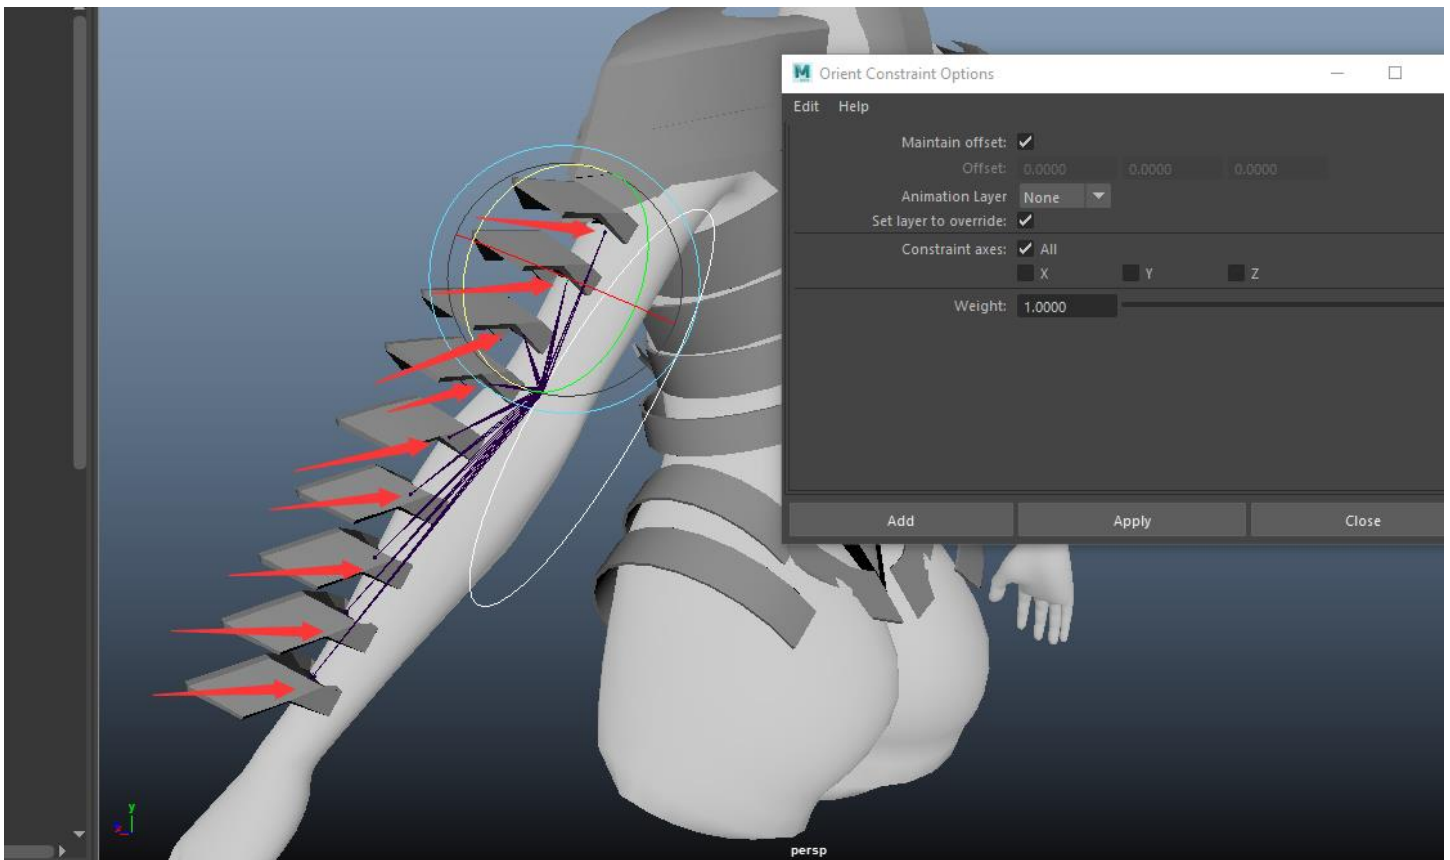 Orient Constraint Options
Edit Help
Maintain offset:
Offset: 0.0000 0.0000 0.0000
Animation Layer None
Set layer to override:
Constraint axes: All
X Y Z
Weight: 1.0000
Add Apply Close
y
x
persp